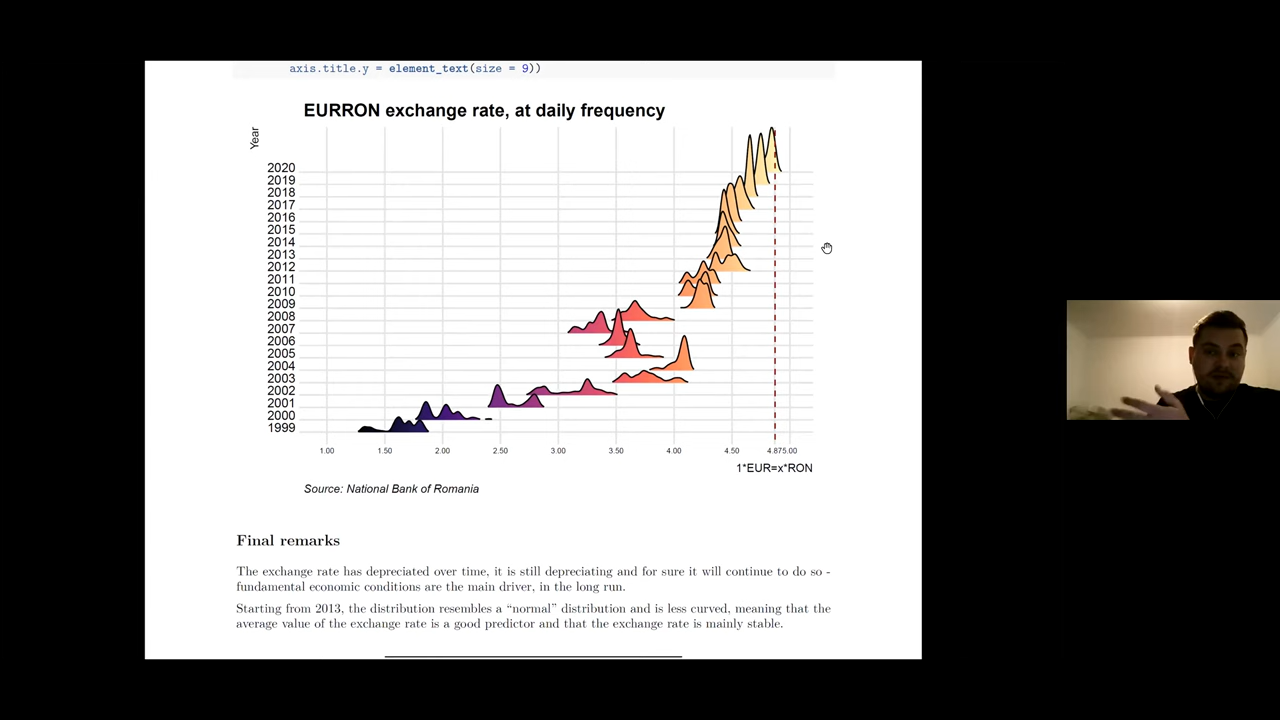 axis.title.y = element_text(size = 9))
EURRON exchange rate, at daily frequency
Year
2020
2019
2018
2017
2016
2015
2014
2013
2012
2011
2010
2009
2008
2007
2006
2005
2004
2003
2002
2001
2000
1999
1.00 1.50 2.00 2.50 3.00 3.50 4.00 4.50 4.875.00
1*EUR=x*RON
Source: National Bank of Romania
Final remarks
The exchange rate has depreciated over time, it is still depreciating and for sure it will continue to do so -
fundamental economic conditions are the main driver, in the long run.
Starting from 2013, the distribution resembles a “normal” distribution and is less curved, meaning that the
average value of the exchange rate is a good predictor and that the exchange rate is mainly stable.